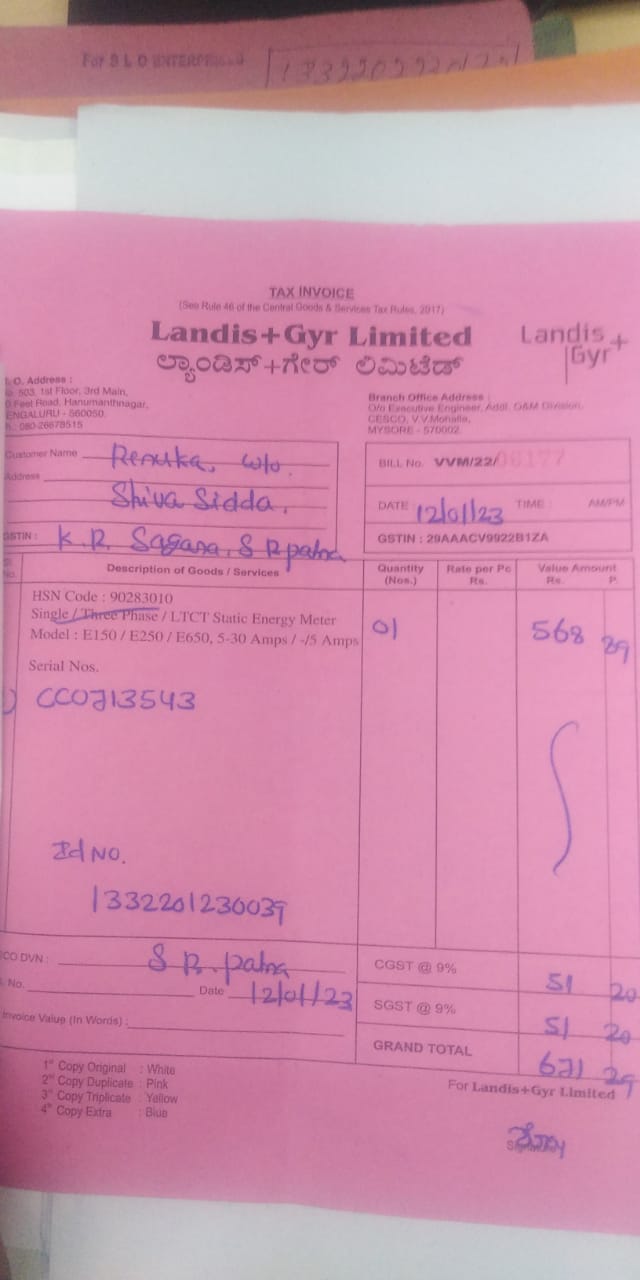 For S L O ENTERPRISES
TAX INVOICE
(See Rule 46 of the Central Goods & Services Tax Rules, 2017)
Landis+Gyr Limited
ಲ್ಯಾಂಡಿಸ್+ಗೇರ್ ಲಿಮಿಟೆಡ್
Landis+
Gyr
O. Address :
503, 1st Floor, 3rd Main,
Feet Road, Hanumanthnagar,
ENGALURU - 560050.
080-26678515
Branch Office Address :
O/o Executive Engineer, Addl. O&M Division,
CESCO, V.V.Mohalla,
MYSORE - 570002
Customer Name Renuka, w/o.
Address Shiva Sidda,
GSTIN : K.R. Sagara, S R patna
BILL No. VVM/22/
DATE 12/01/23 TIME : AM/PM
GSTIN : 29AAACV9922B1ZA
No. Description of Goods / Services Quantity (Nos.) Rate per Pc Rs. Value Amount Rs. P.
HSN Code : 90283010
Single / Three Phase / LTCT Static Energy Meter
Model : E150 / E250 / E650, 5-30 Amps / -/5 Amps 01 568 89
Serial Nos.
CC0713543
Id No.
1332201230039
CO DVN : S R. patna
No. Date 12/01/23
Invoice Value (In Words) :
CGST @ 9% 51 20
SGST @ 9% 51 20
GRAND TOTAL 671 29
1st Copy Original : White
2nd Copy Duplicate : Pink
3rd Copy Triplicate : Yellow
4th Copy Extra : Blue
For Landis+Gyr Limited